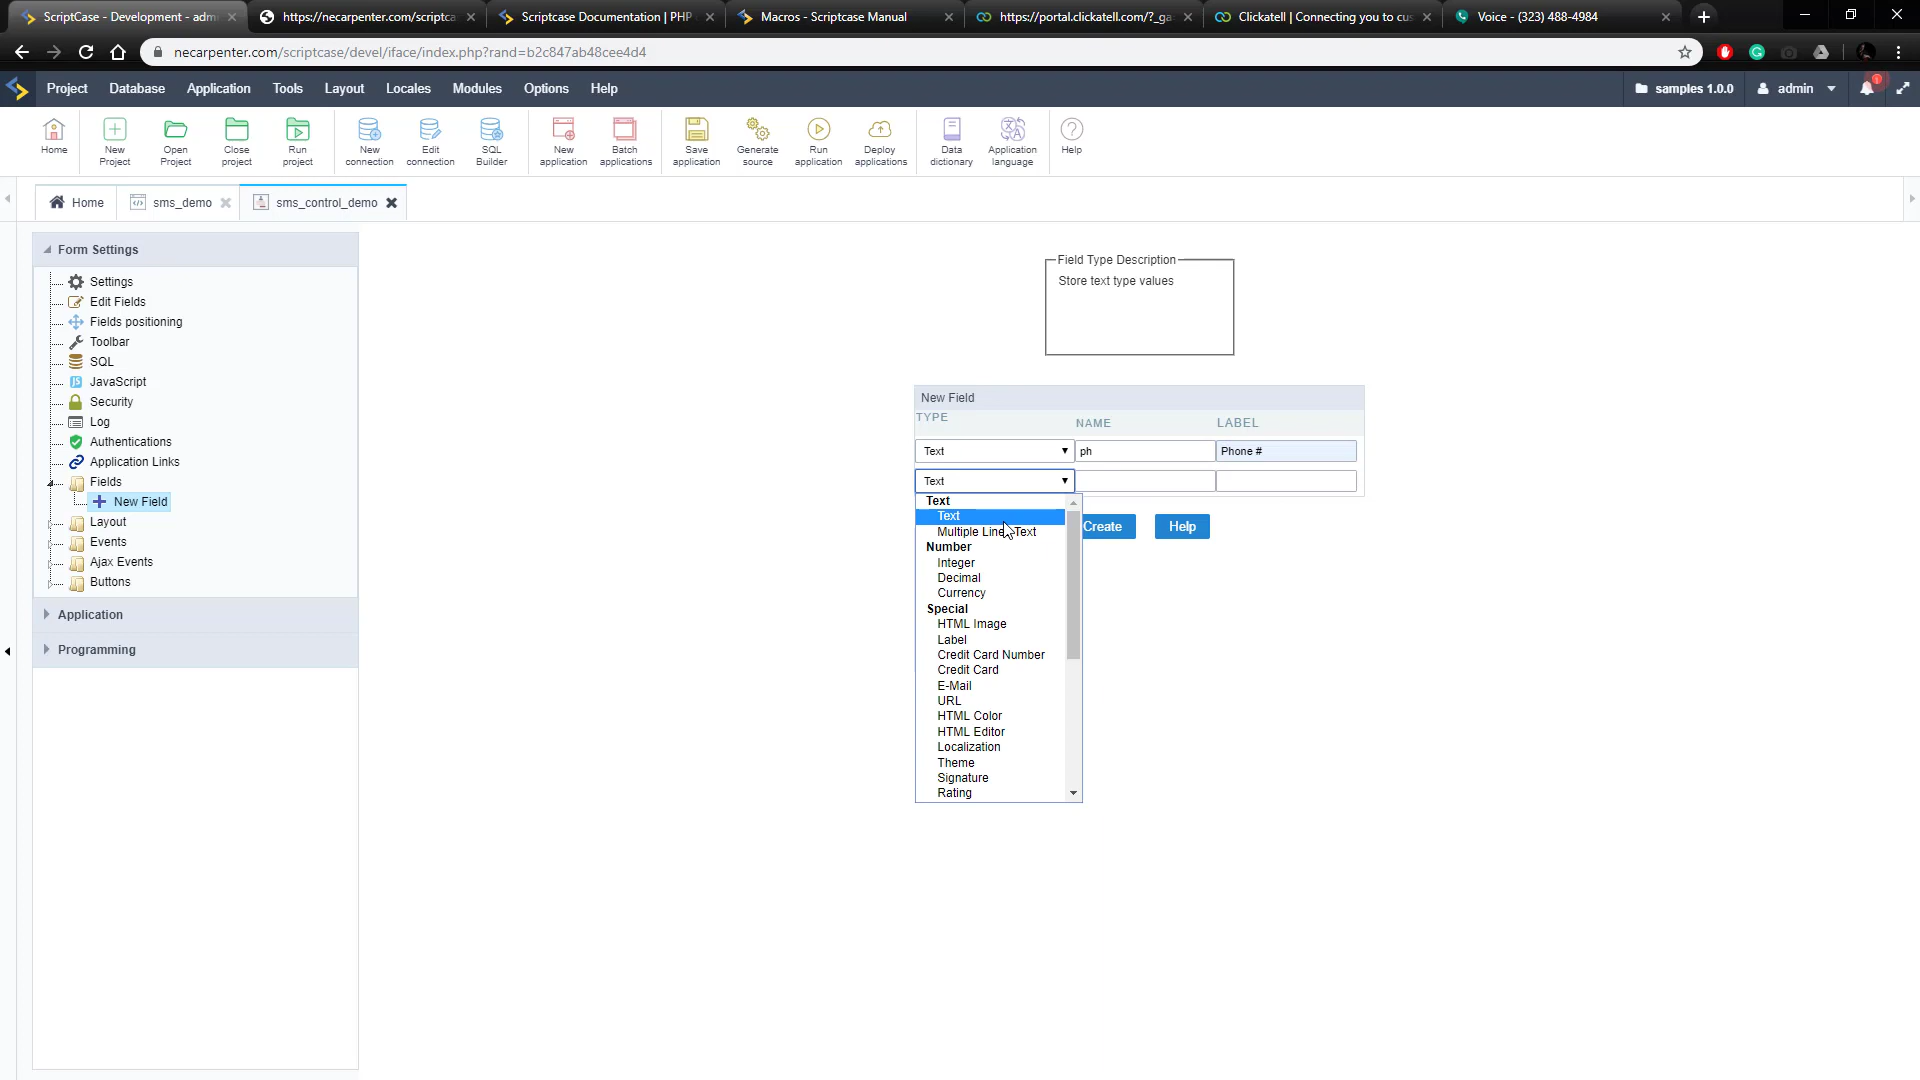 ScriptCase - Development - adm
https://necarpenter.com/scriptca
Scriptcase Documentation | PHP
Macros - Scriptcase Manual
https://portal.clickatell.com/?_ga
Clickatell | Connecting you to cus
Voice - (323) 488-4984
necarpenter.com/scriptcase/devel/iface/index.php?rand=b2c847ab48cee4d4
Project Database Application Tools Layout Locales Modules Options Help
samples 1.0.0 admin
Home
New Project
Open Project
Close project
Run project
New connection
Edit connection
SQL Builder
New application
Batch applications
Save application
Generate source
Run application
Deploy applications
Data dictionary
Application language
Help
Home sms_demo sms_control_demo
Form Settings
Settings
Edit Fields
Fields positioning
Toolbar
SQL
JavaScript
Security
Log
Authentications
Application Links
Fields
New Field
Layout
Events
Ajax Events
Buttons
Application
Programming
Field Type Description
Store text type values
New Field
TYPE NAME LABEL
Text ph Phone #
Text
Text
Text
Multiple Line Text
Number
Integer
Decimal
Currency
Special
HTML Image
Label
Credit Card Number
Credit Card
E-Mail
URL
HTML Color
HTML Editor
Localization
Theme
Signature
Rating
Create Help